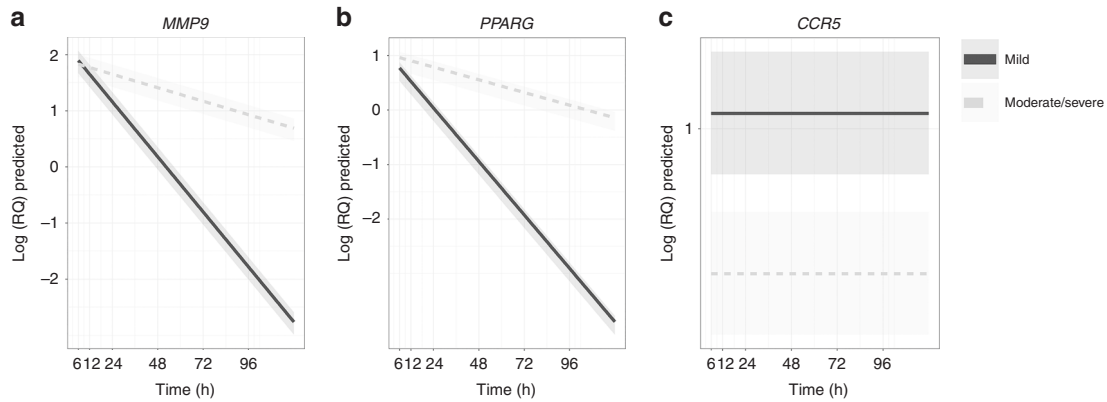 a
MMP9
Log (RQ) predicted
2
1
0
–1
–2
6 12 24 48 72 96
Time (h)
b
PPARG
Log (RQ) predicted
1
0
–1
–2
6 12 24 48 72 96
Time (h)
c
CCR5
Log (RQ) predicted
1
6 12 24 48 72 96
Time (h)
Mild
Moderate/severe